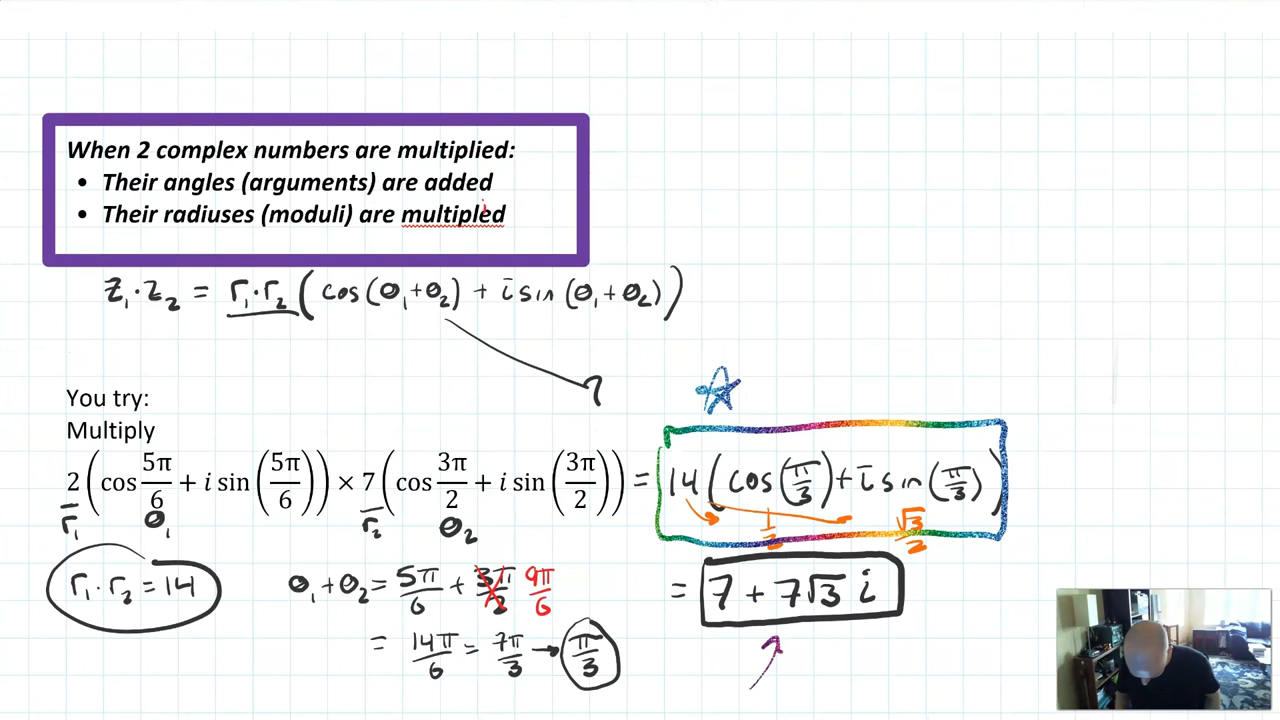 When 2 complex numbers are multiplied:
• Their angles (arguments) are added
• Their radiuses (moduli) are multipled
i
z₁·z₂ = r₁·r₂(cos(θ₁+θ₂) + i sin(θ₁+θ₂))
You try:
Multiply
2(cos 5π/6 + i sin(5π/6)) × 7(cos 3π/2 + i sin(3π/2)) = 14(cos(π/3) + i sin(π/3))
r₁ θ₁ r₂ θ₂ 1/2 √3/2
r₁·r₂ = 14 θ₁+θ₂ = 5π/6 + 3π/2 9π/6 = 7 + 7√3 i
= 14π/6 = 7π/3 → π/3